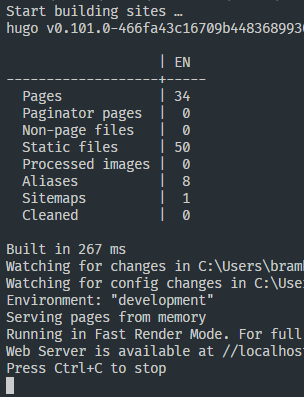 Start building sites …
hugo v0.101.0-466fa43c16709b4483689930
| EN
-------------------+-----
Pages | 34
Paginator pages | 0
Non-page files | 0
Static files | 50
Processed images | 0
Aliases | 8
Sitemaps | 1
Cleaned | 0
Built in 267 ms
Watching for changes in C:\Users\bram
Watching for config changes in C:\Use
Environment: "development"
Serving pages from memory
Running in Fast Render Mode. For full
Web Server is available at //localhos
Press Ctrl+C to stop